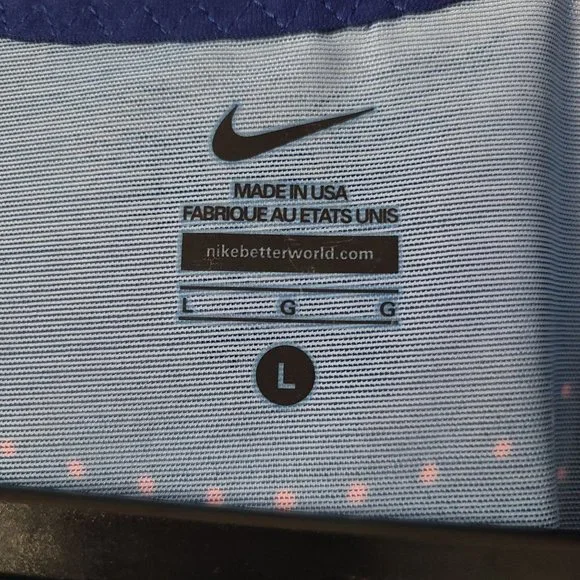 MADE IN USA
FABRIQUE AU ETATS UNIS
nikebetterworld.com
L G G
L